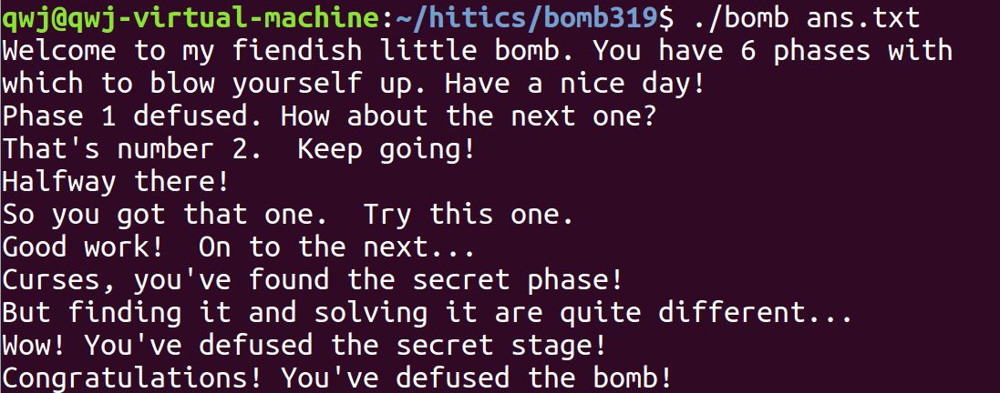 qwj@qwj-virtual-machine:~/hitics/bomb319$ ./bomb ans.txt
Welcome to my fiendish little bomb. You have 6 phases with
which to blow yourself up. Have a nice day!
Phase 1 defused. How about the next one?
That's number 2.  Keep going!
Halfway there!
So you got that one.  Try this one.
Good work!  On to the next...
Curses, you've found the secret phase!
But finding it and solving it are quite different...
Wow! You've defused the secret stage!
Congratulations! You've defused the bomb!